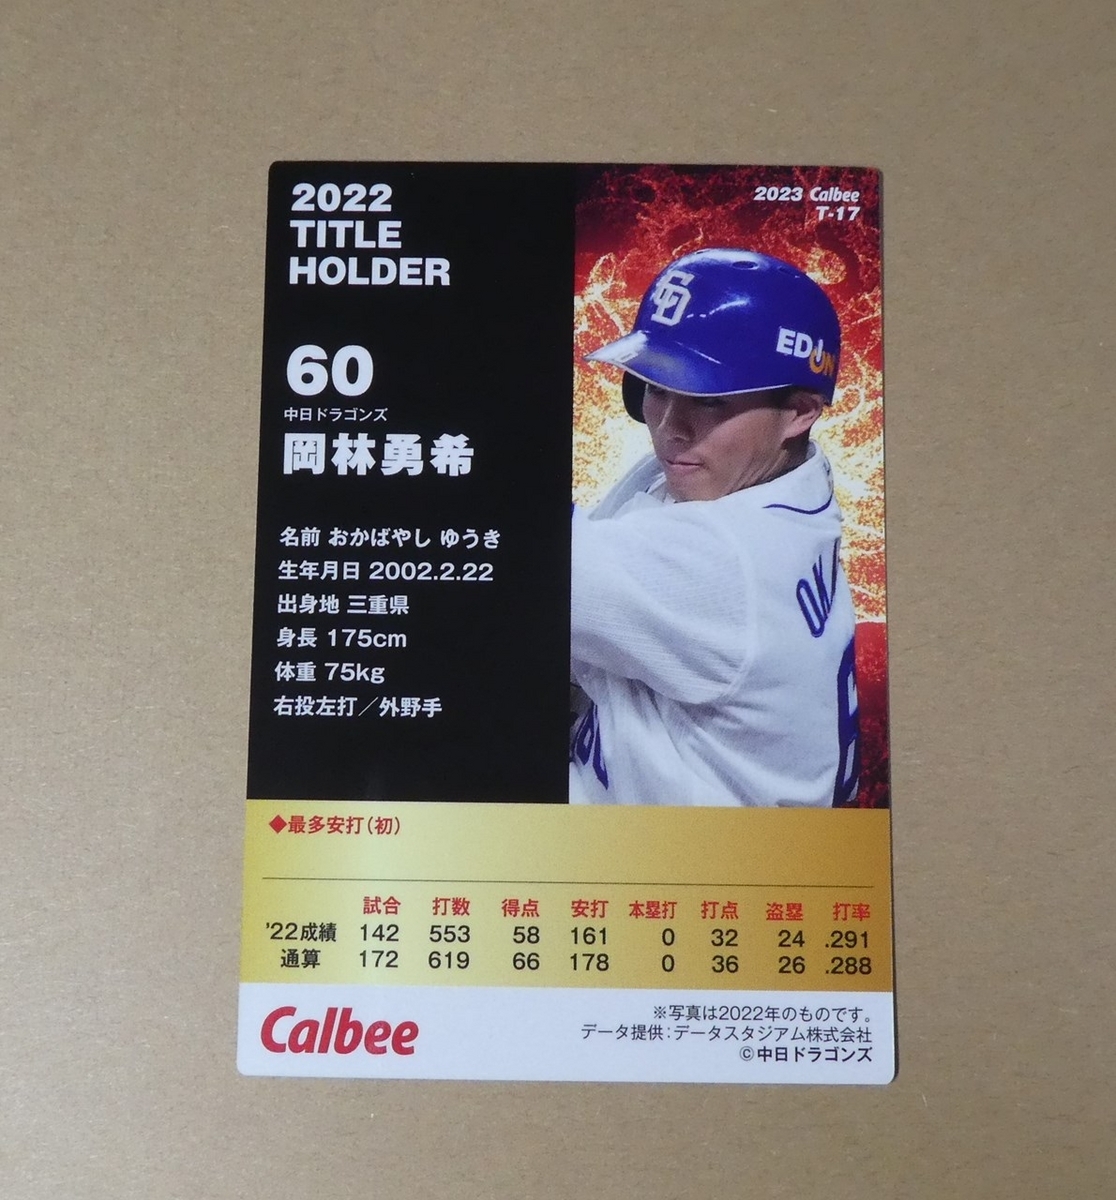 2022
TITLE
HOLDER
2023 Calbee
T-17
60
中日ドラゴンズ
岡林勇希
名前 おかばやし ゆうき
生年月日 2002.2.22
出身地 三重県
身長 175cm
体重 75kg
右投左打／外野手
EDION
◆最多安打(初)
試合 打数 得点 安打 本塁打 打点 盗塁 打率
'22成績 142 553 58 161 0 32 24 .291
通算 172 619 66 178 0 36 26 .288
Calbee
※写真は2022年のものです。
データ提供:データスタジアム株式会社
©中日ドラゴンズ